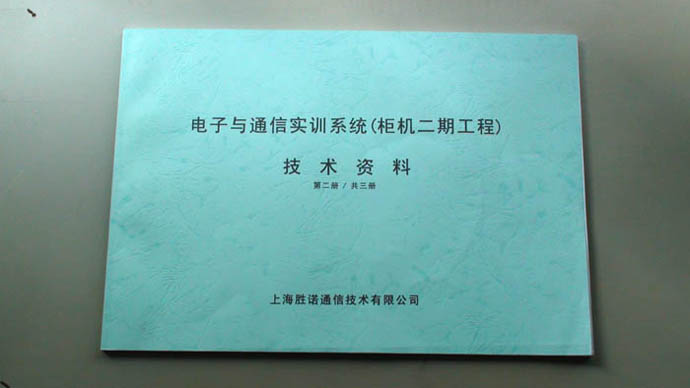 电子与通信实训系统(柜机二期工程)
技术资料
第二册 / 共三册
上海胜诺通信技术有限公司